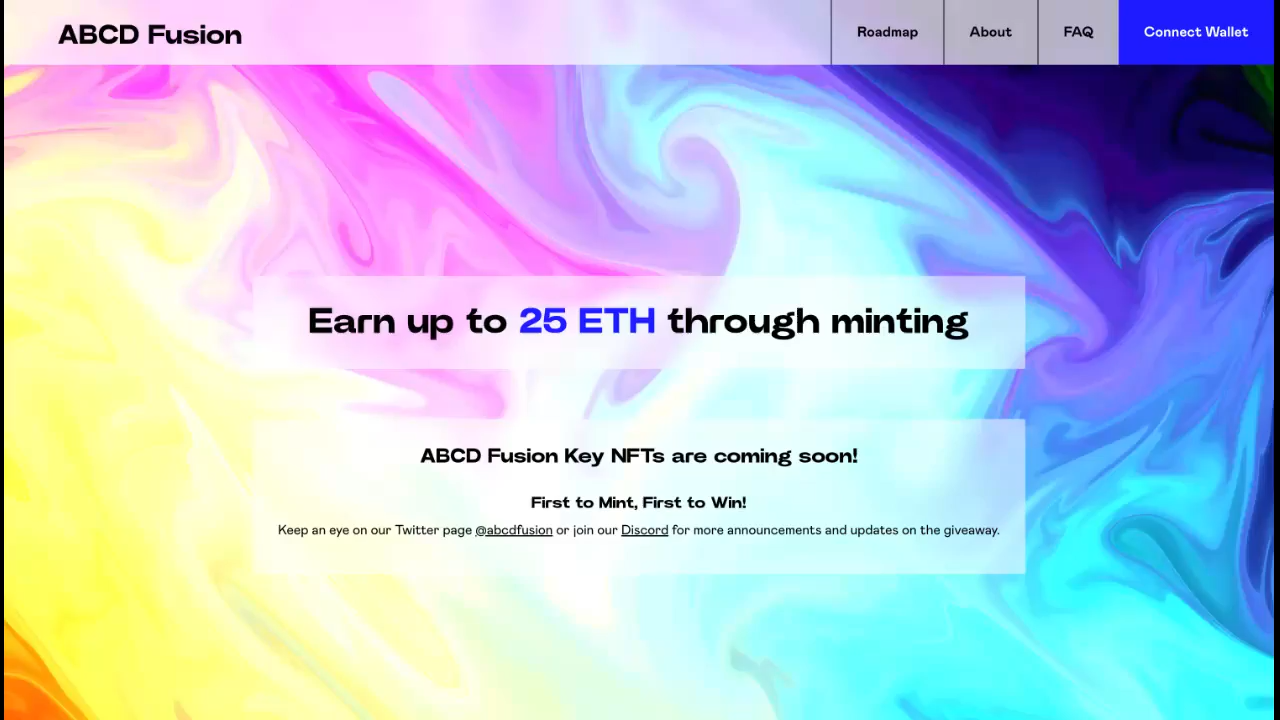 ABCD Fusion
Roadmap
About
FAQ
Connect Wallet
Earn up to 25 ETH through minting
ABCD Fusion Key NFTs are coming soon!
First to Mint, First to Win!
Keep an eye on our Twitter page @abcdfusion or join our Discord for more announcements and updates on the giveaway.